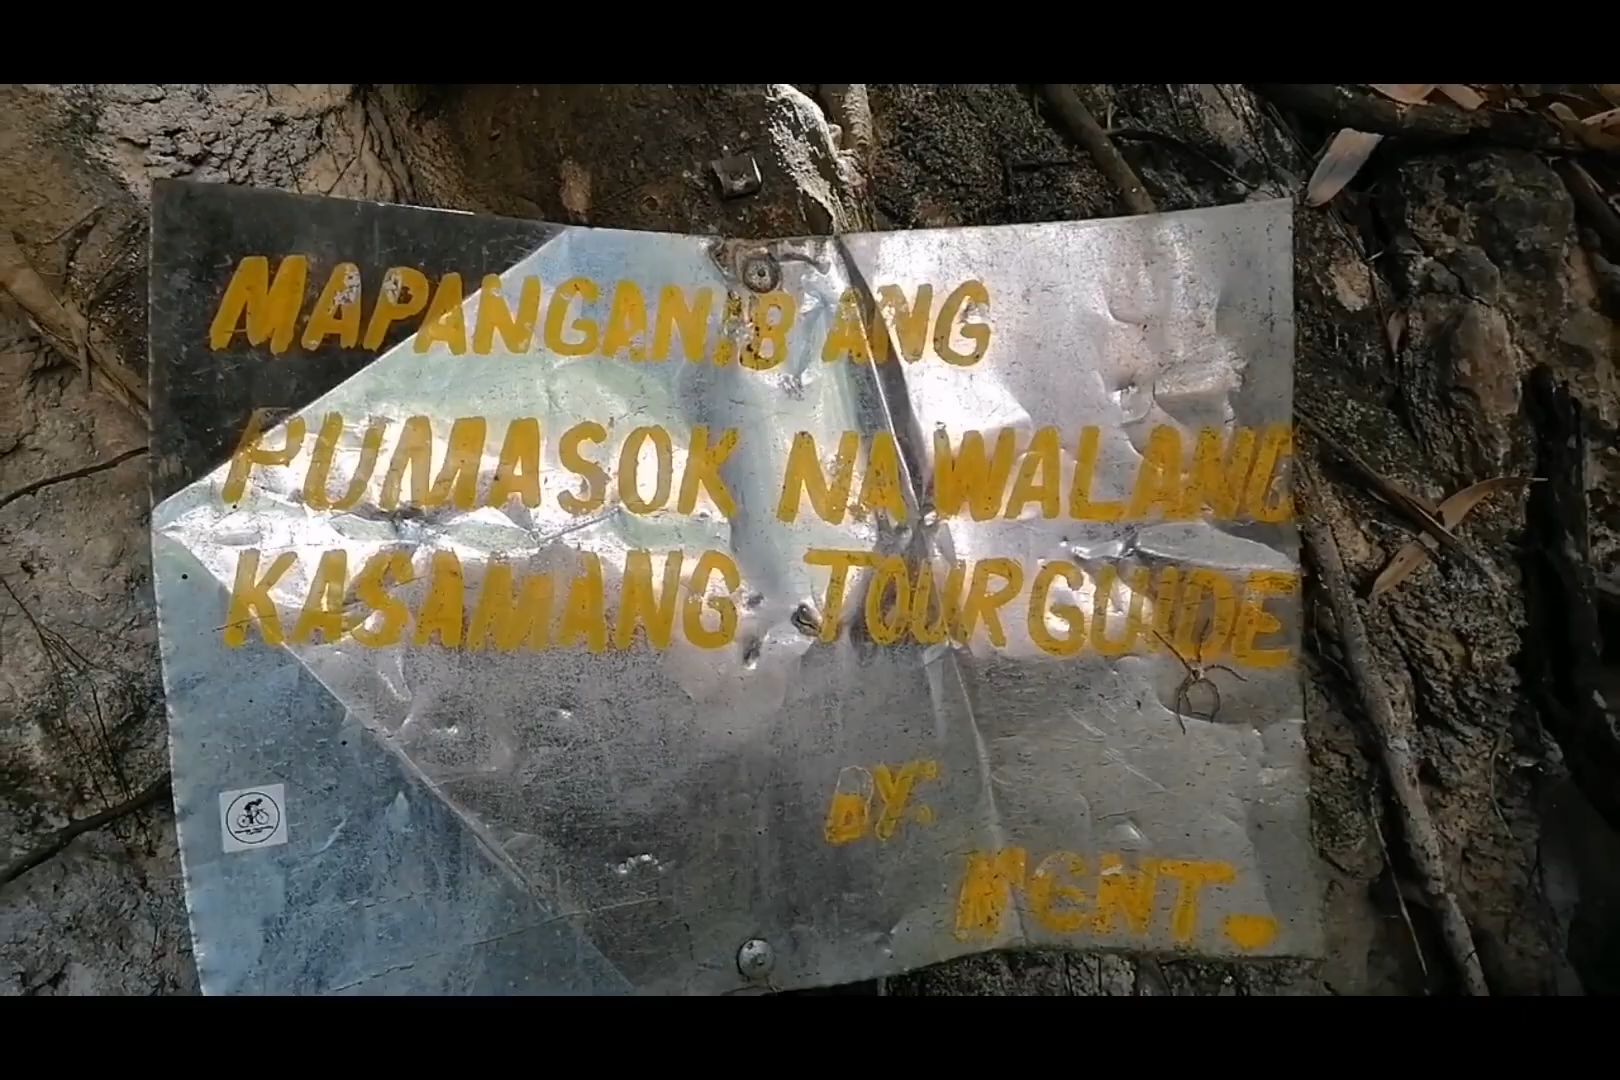 MAPANGANIB ANG
PUMASOK NA WALANG
KASAMANG TOURGUIDE
BY:
MGNT.